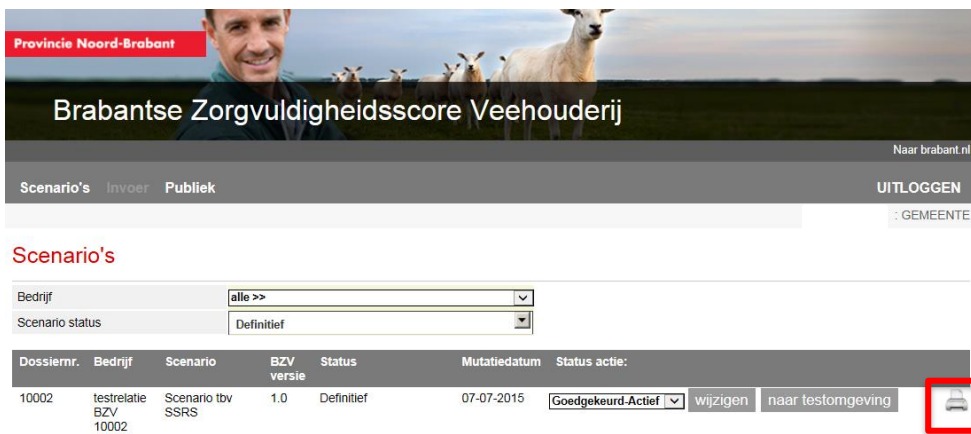 Provincie Noord-Brabant
Brabantse Zorgvuldigheidsscore Veehouderij
Naar brabant.nl
Scenario's Invoer Publiek UITLOGGEN
: GEMEENTE
Scenario's
Bedrijf alle >>
Scenario status Definitief
Dossiernr. Bedrijf Scenario BZV versie Status Mutatiedatum Status actie:
10002 testrelatie BZV 10002 Scenario tbv SSRS 1.0 Definitief 07-07-2015 Goedgekeurd-Actief wijzigen naar testomgeving